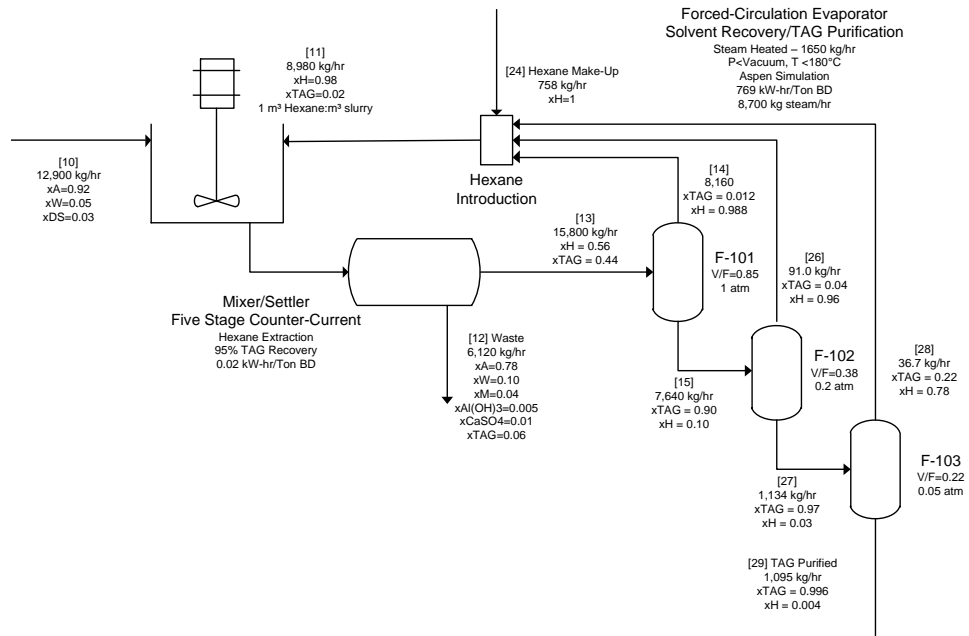 Forced-Circulation Evaporator
Solvent Recovery/TAG Purification
Steam Heated – 1650 kg/hr
P<Vacuum, T <180°C
Aspen Simulation
769 kW-hr/Ton BD
8,700 kg steam/hr
[11]
8,980 kg/hr
xH=0.98
xTAG=0.02
1 m³ Hexane:m³ slurry
[24] Hexane Make-Up
758 kg/hr
xH=1
[10]
12,900 kg/hr
xA=0.92
xW=0.05
xDS=0.03
Hexane
Introduction
[14]
8,160
xTAG = 0.012
xH = 0.988
[13]
15,800 kg/hr
xH = 0.56
xTAG = 0.44
F-101
V/F=0.85
1 atm
[26]
91.0 kg/hr
xTAG = 0.04
xH = 0.96
Mixer/Settler
Five Stage Counter-Current
Hexane Extraction
95% TAG Recovery
0.02 kW-hr/Ton BD
[12] Waste
6,120 kg/hr
xA=0.78
xW=0.10
xM=0.04
xAl(OH)3=0.005
xCaSO4=0.01
xTAG=0.06
[15]
7,640 kg/hr
xTAG = 0.90
xH = 0.10
F-102
V/F=0.38
0.2 atm
[28]
36.7 kg/hr
xTAG = 0.22
xH = 0.78
F-103
V/F=0.22
0.05 atm
[27]
1,134 kg/hr
xTAG = 0.97
xH = 0.03
[29] TAG Purified
1,095 kg/hr
xTAG = 0.996
xH = 0.004